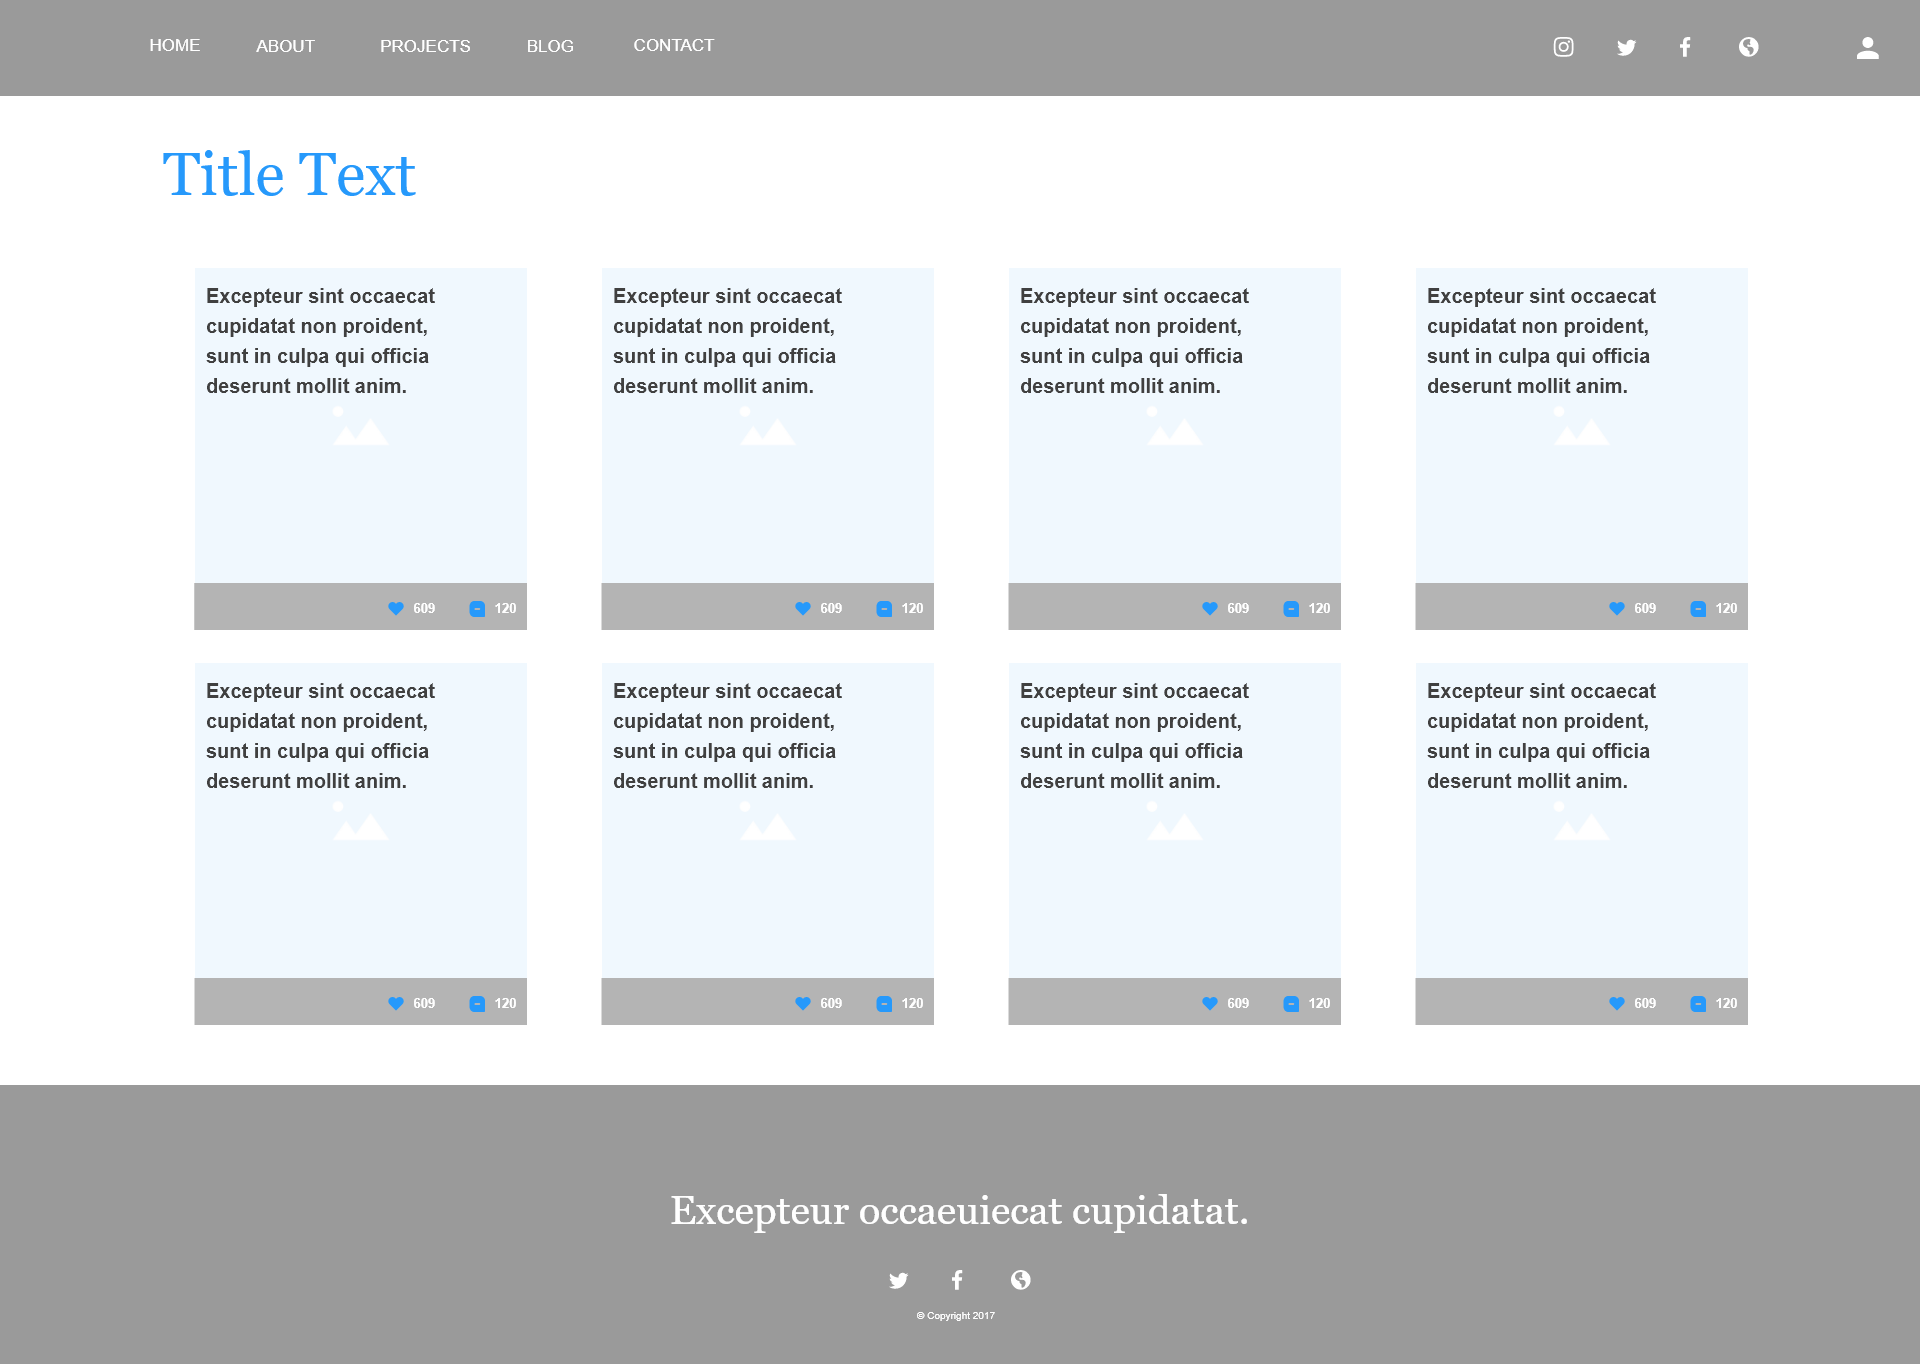 HOME ABOUT PROJECTS BLOG CONTACT
Title Text
Excepteur sint occaecat
cupidatat non proident,
sunt in culpa qui officia
deserunt mollit anim.
609 120
Excepteur sint occaecat
cupidatat non proident,
sunt in culpa qui officia
deserunt mollit anim.
609 120
Excepteur sint occaecat
cupidatat non proident,
sunt in culpa qui officia
deserunt mollit anim.
609 120
Excepteur sint occaecat
cupidatat non proident,
sunt in culpa qui officia
deserunt mollit anim.
609 120
Excepteur sint occaecat
cupidatat non proident,
sunt in culpa qui officia
deserunt mollit anim.
609 120
Excepteur sint occaecat
cupidatat non proident,
sunt in culpa qui officia
deserunt mollit anim.
609 120
Excepteur sint occaecat
cupidatat non proident,
sunt in culpa qui officia
deserunt mollit anim.
609 120
Excepteur sint occaecat
cupidatat non proident,
sunt in culpa qui officia
deserunt mollit anim.
609 120
Excepteur occaeuiecat cupidatat.
© Copyright 2017